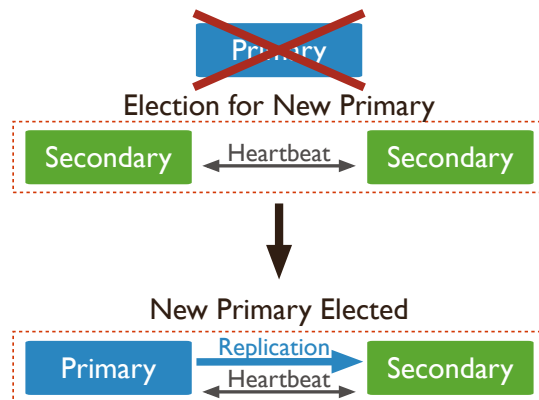 Primary
Election for New Primary
Secondary Heartbeat Secondary
New Primary Elected
Replication
Primary Secondary
Heartbeat